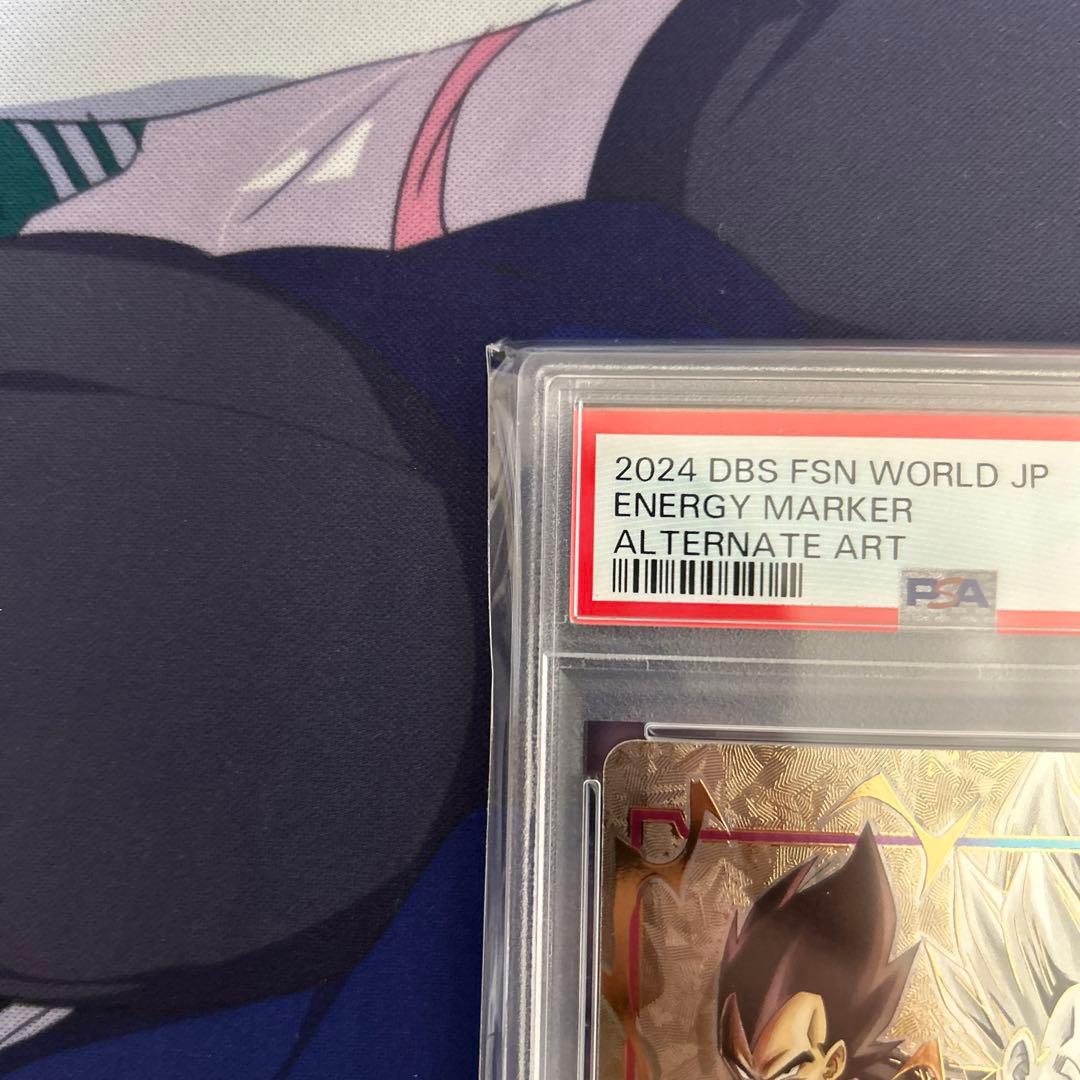 2024 DBS FSN WORLD JP
ENERGY MARKER
ALTERNATE ART
PSA